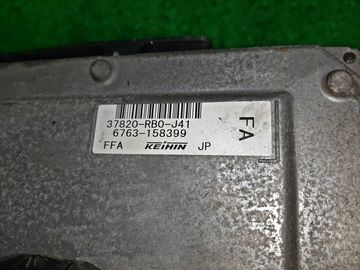 37820-RB0-J41
6763-158399
FFA KEIHIN JP
FA